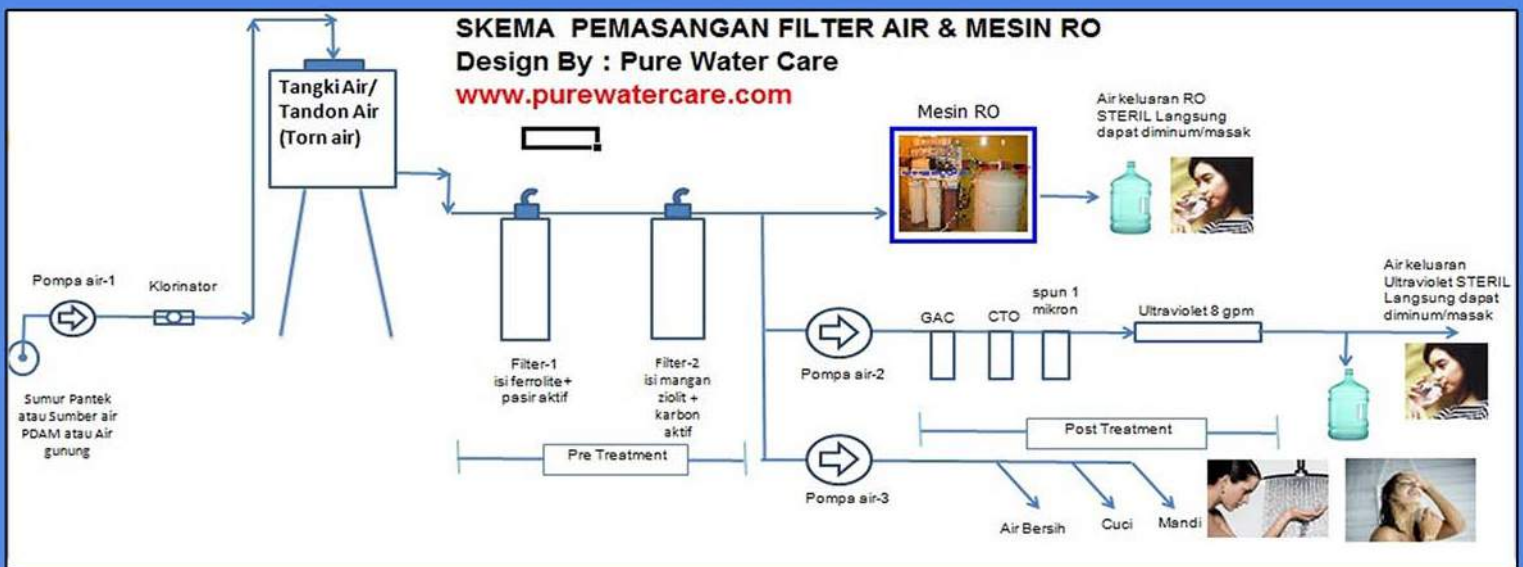 SKEMA PEMASANGAN FILTER AIR & MESIN RO
Design By : Pure Water Care
www.purewatercare.com
Tangki Air/
Tandon Air
(Torn air)
Mesin RO
Air keluaran RO
STERIL Langsung
dapat diminum/masak
Pompa air-1
Klorinator
Sumur Pantek
atau Sumber air
PDAM atau Air
gunung
Filter-1
isi ferrolite+
pasir aktif
Filter-2
isi mangan
ziolit +
karbon
aktif
Pre Treatment
Pompa air-2
GAC
CTO
spun 1
mikron
Ultraviolet 8 gpm
Air keluaran
Ultraviolet STERIL
Langsung dapat
diminum/masak
Post Treatment
Pompa air-3
Air Bersih
Cuci
Mandi